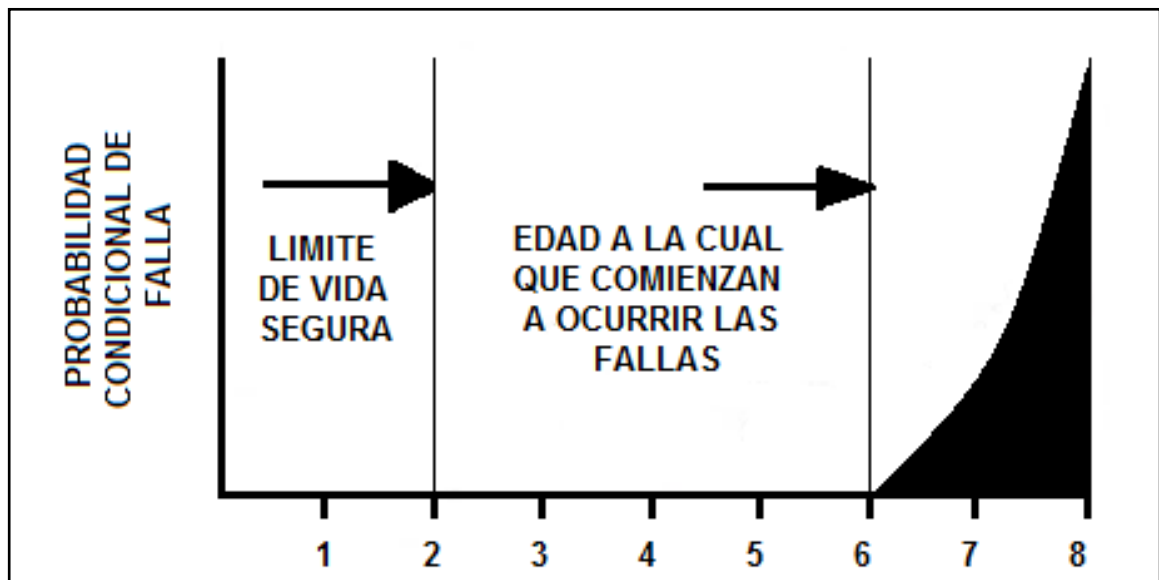 PROBABILIDAD
CONDICIONAL DE
FALLA
LIMITE
DE VIDA
SEGURA
EDAD A LA CUAL
QUE COMIENZAN
A OCURRIR LAS
FALLAS
1 2 3 4 5 6 7 8